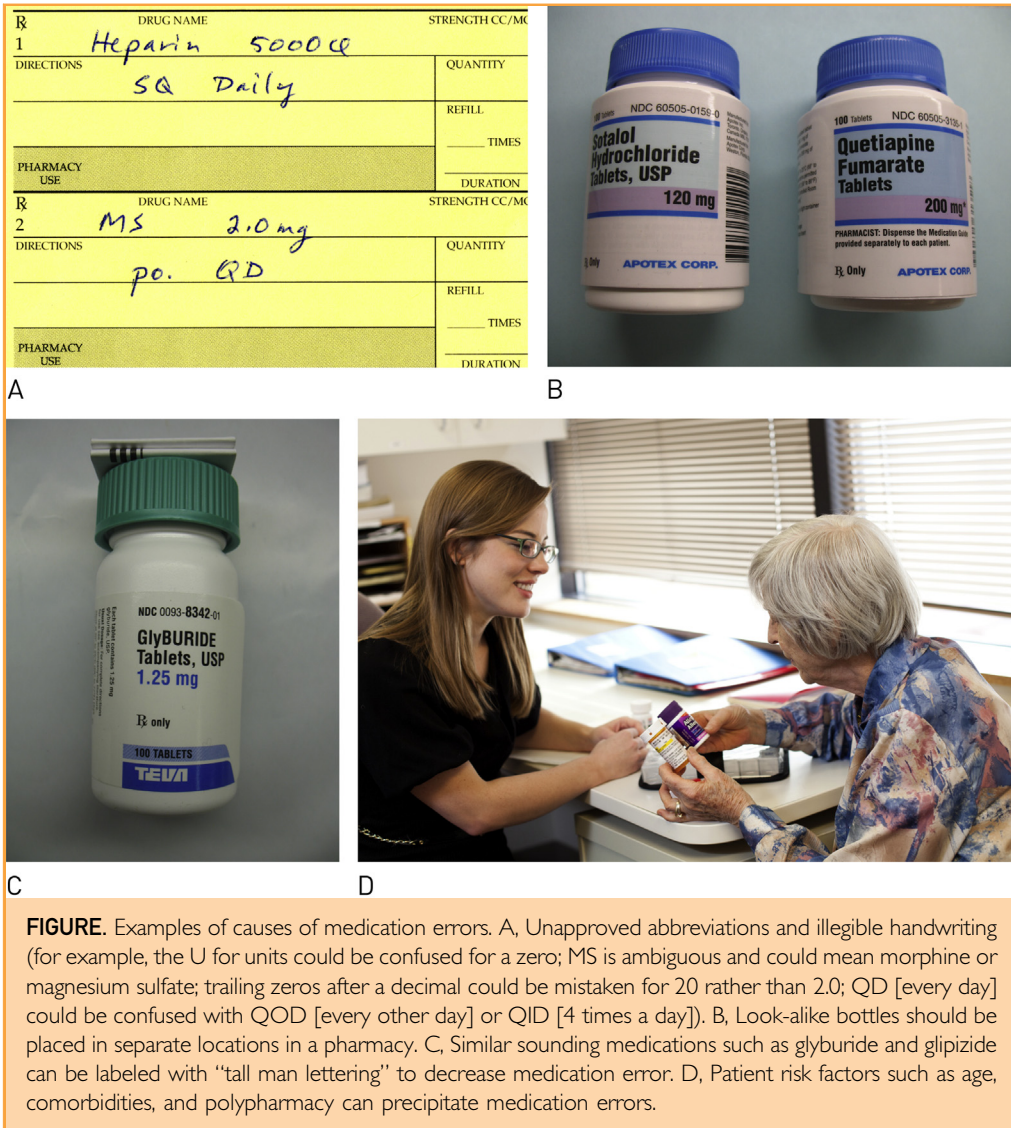 ℞ DRUG NAME STRENGTH CC/MG
1 Heparin 5000 U
DIRECTIONS QUANTITY
SQ Daily
REFILL
____ TIMES
PHARMACY
USE
DURATION
℞ DRUG NAME STRENGTH CC/MG
2 MS 2.0mg
DIRECTIONS QUANTITY
po. QD
REFILL
____ TIMES
PHARMACY
USE
DURATION
A
100 Tablets NDC 60505-0159-0
Sotalol
Hydrochloride
Tablets, USP
120 mg
℞ Only APOTEX CORP.
100 Tablets NDC 60505-3135-1
Quetiapine
Fumarate
Tablets
200 mg*
PHARMACIST: Dispense the Medication Guide
provided separately to each patient.
℞ Only APOTEX CORP.
B
NDC 0093-8342-01
GlyBURIDE
Tablets, USP
1.25 mg
℞ only
100 TABLETS
TEVA
Each tablet contains 1.25 mg
C
D
FIGURE. Examples of causes of medication errors. A, Unapproved abbreviations and illegible handwriting
(for example, the U for units could be confused for a zero; MS is ambiguous and could mean morphine or
magnesium sulfate; trailing zeros after a decimal could be mistaken for 20 rather than 2.0; QD [every day]
could be confused with QOD [every other day] or QID [4 times a day]). B, Look-alike bottles should be
placed in separate locations in a pharmacy. C, Similar sounding medications such as glyburide and glipizide
can be labeled with “tall man lettering” to decrease medication error. D, Patient risk factors such as age,
comorbidities, and polypharmacy can precipitate medication errors.